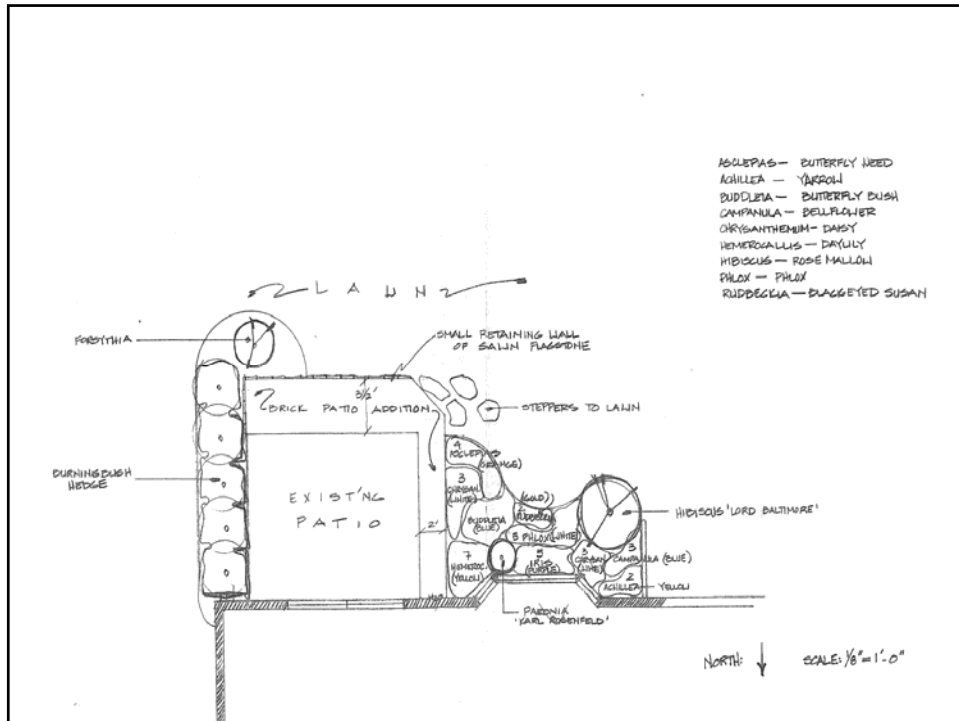 ASCLEPIAS — BUTTERFLY WEED
ACHILLEA — YARROW
BUDDLEIA — BUTTERFLY BUSH
CAMPANULA — BELLFLOWER
CHRYSANTHEMUM - DAISY
HEMEROCALLIS — DAYLILY
HIBISCUS — ROSE MALLOW
PHLOX — PHLOX
RUDBECKIA — BLACKEYED SUSAN
LAWN
FORSYTHIA
SMALL RETAINING WALL
OF SAWN FLAGSTONE
3½'
BRICK PATIO ADDITION
STEPPERS TO LAWN
4
ASCLEPIAS
(ORANGE)
BURNING BUSH
HEDGE
3
CHRYSAN
(WHITE)
EXIST'NG
PATIO
2'
BUDDLEIA
(BLUE)
(GOLD)
RUDBECKIA
5 PHLOX (WHITE)
HIBISCUS 'LORD BALTIMORE'
7
HEMEROC.
(YELLOW)
5
IRIS
(PURPLE)
3
CHRYSAN
(WHITE)
3
CAMPANULA (BLUE)
2
ACHILLEA — YELLOW
PAEONIA
'KARL ROSENFELD'
NORTH:
SCALE: 1/8" = 1'-0"